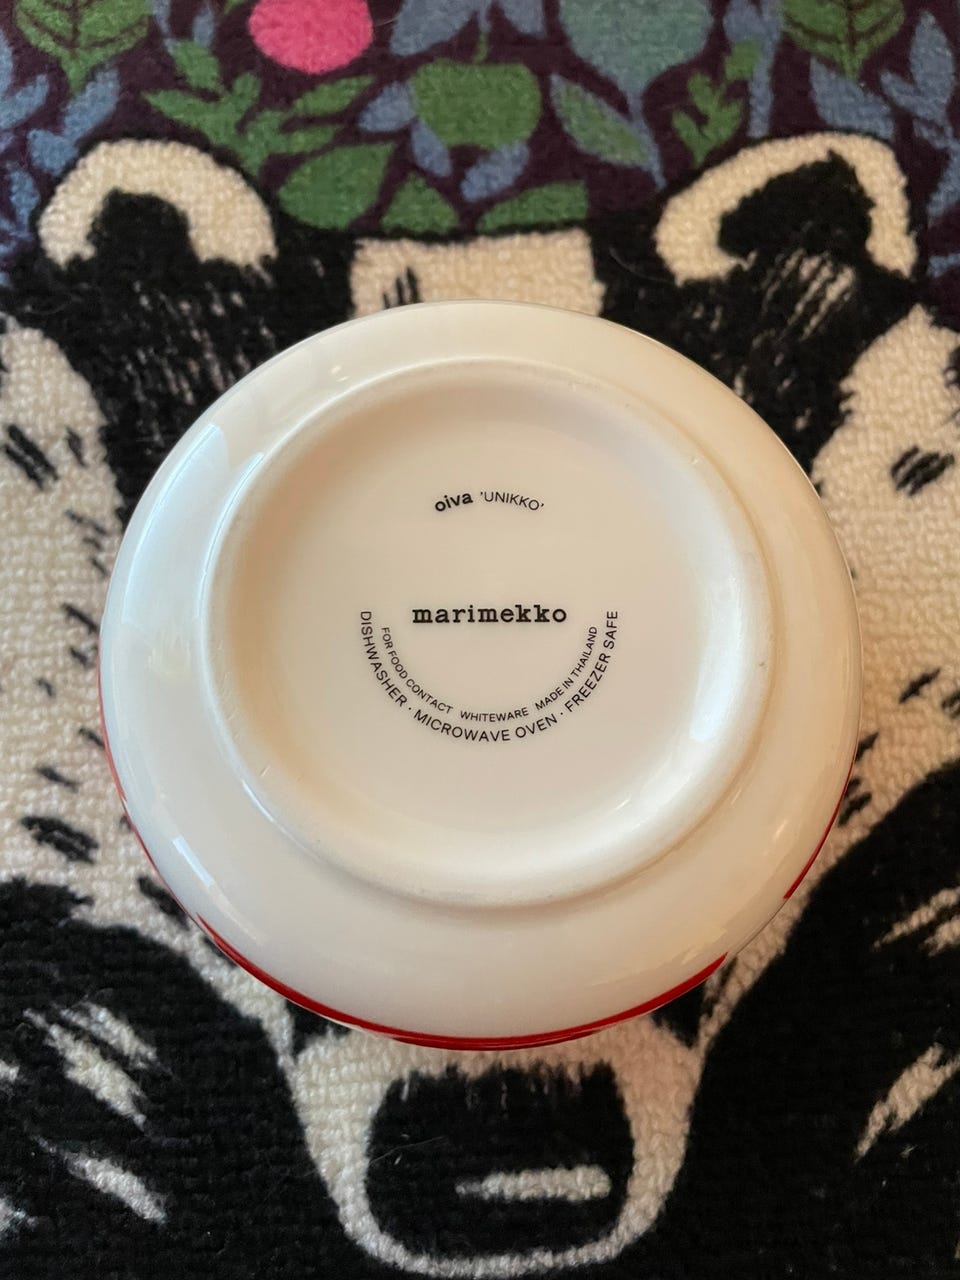 oiva 'UNIKKO'
marimekko
FOR FOOD CONTACT WHITEWARE MADE IN THAILAND
DISHWASHER · MICROWAVE OVEN · FREEZER SAFE